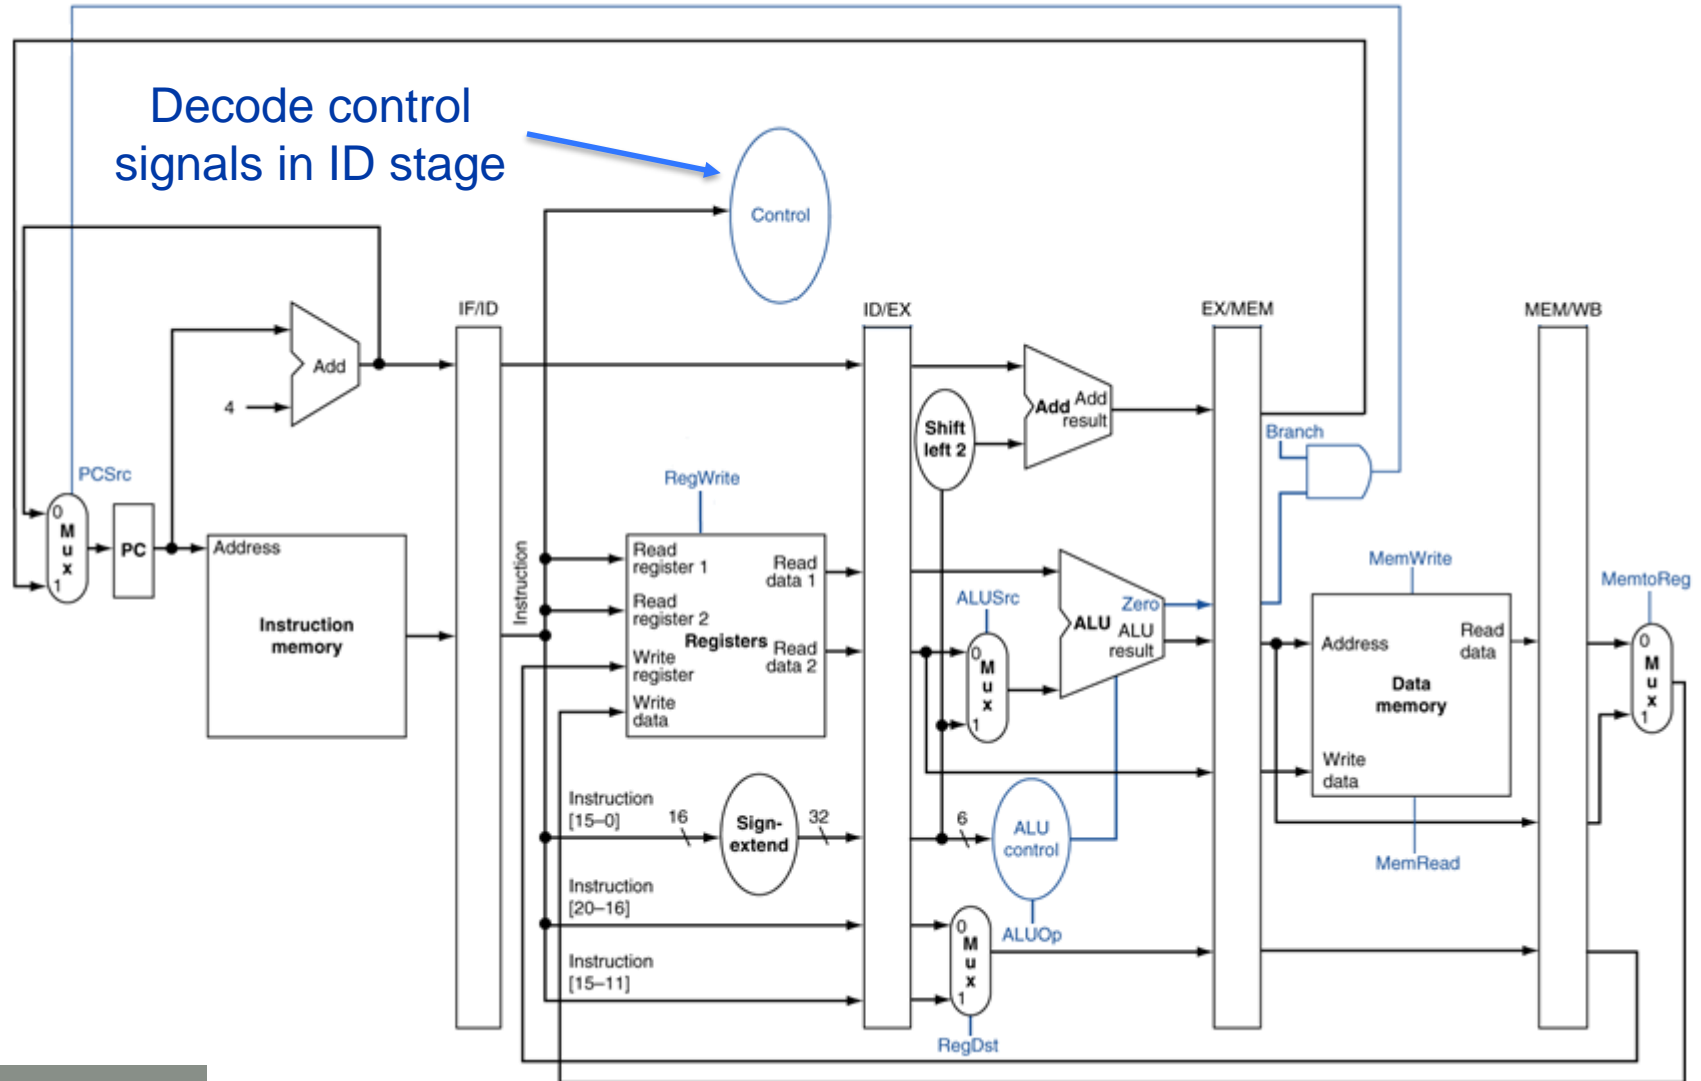 Decode control
signals in ID stage
Control
IF/ID
ID/EX
EX/MEM
MEM/WB
Add
4
Shift
left 2
Add
Add
result
Branch
PCSrc
RegWrite
0
M
u
x
1
PC
Address
Instruction
memory
Instruction
Read
register 1
Read
register 2
Write
register
Write
data
Registers
Read
data 1
Read
data 2
ALUSrc
0
M
u
x
1
Zero
ALU
ALU
result
MemWrite
Address
Read
data
Data
memory
Write
data
MemRead
MemtoReg
0
M
u
x
1
Instruction
[15–0]
16
Sign-
extend
32
6
ALU
control
ALUOp
Instruction
[20–16]
Instruction
[15–11]
0
M
u
x
1
RegDst